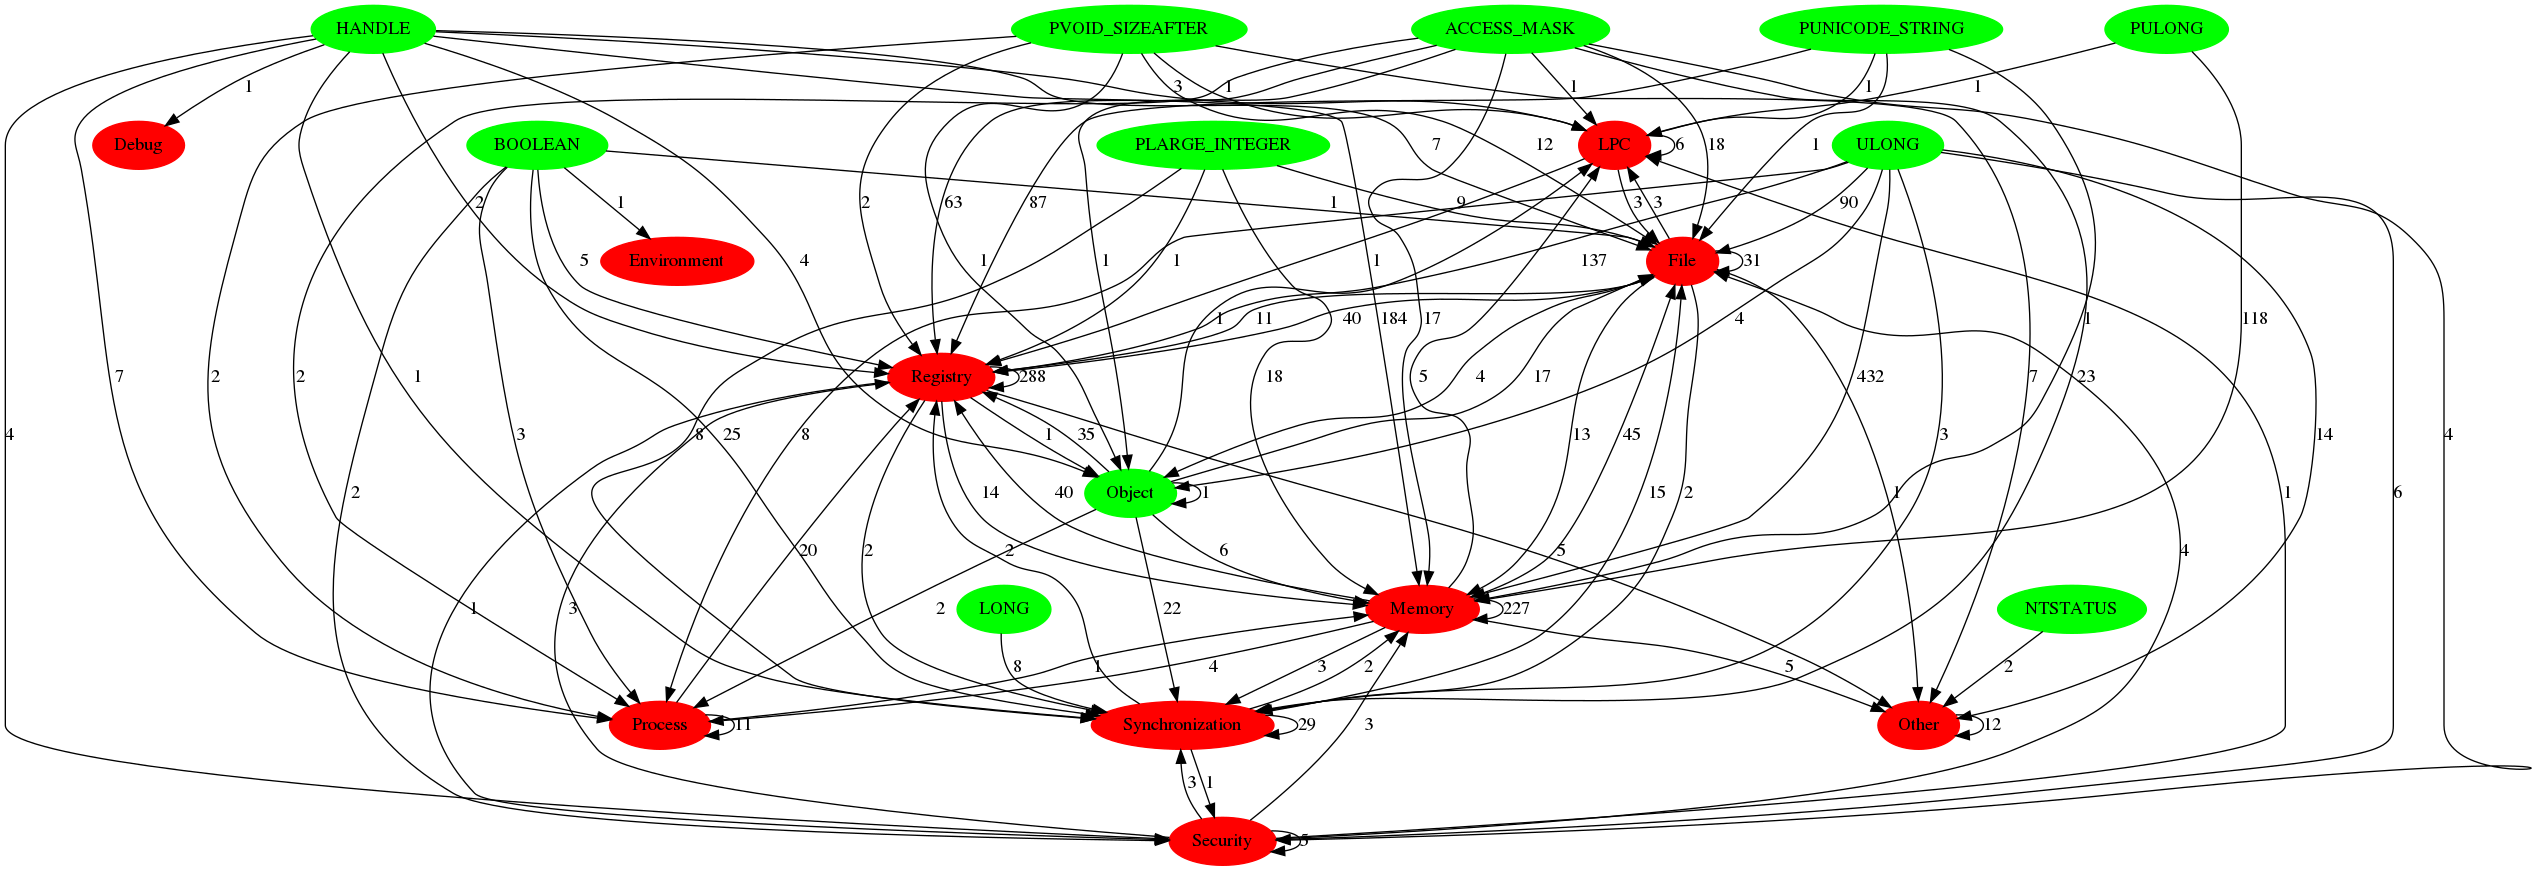 HANDLE PVOID_SIZEAFTER ACCESS_MASK PUNICODE_STRING PULONG
1 3 1 1 1 1
Debug BOOLEAN PLARGE_INTEGER 7 12 LPC 6 18 1 ULONG
2 1 2 63 87 1 9 3 3 90
Environment
4 5 1 1 1 137 File 31
1 11 40 184 17 4 1 118
7 2 2 1 Registry 288 18 5 4 17 432 7 23
4 3 8 25 8 1 35 13 45 3 14 4
2 14 40 Object 1 2 1 1 6
15
20 2 2 6 5 4
1 3 2 LONG 22 Memory 227 NTSTATUS
8 1 4 3 2 5 2
Process 11 Synchronization 29 Other 12
3 1 3
Security 5